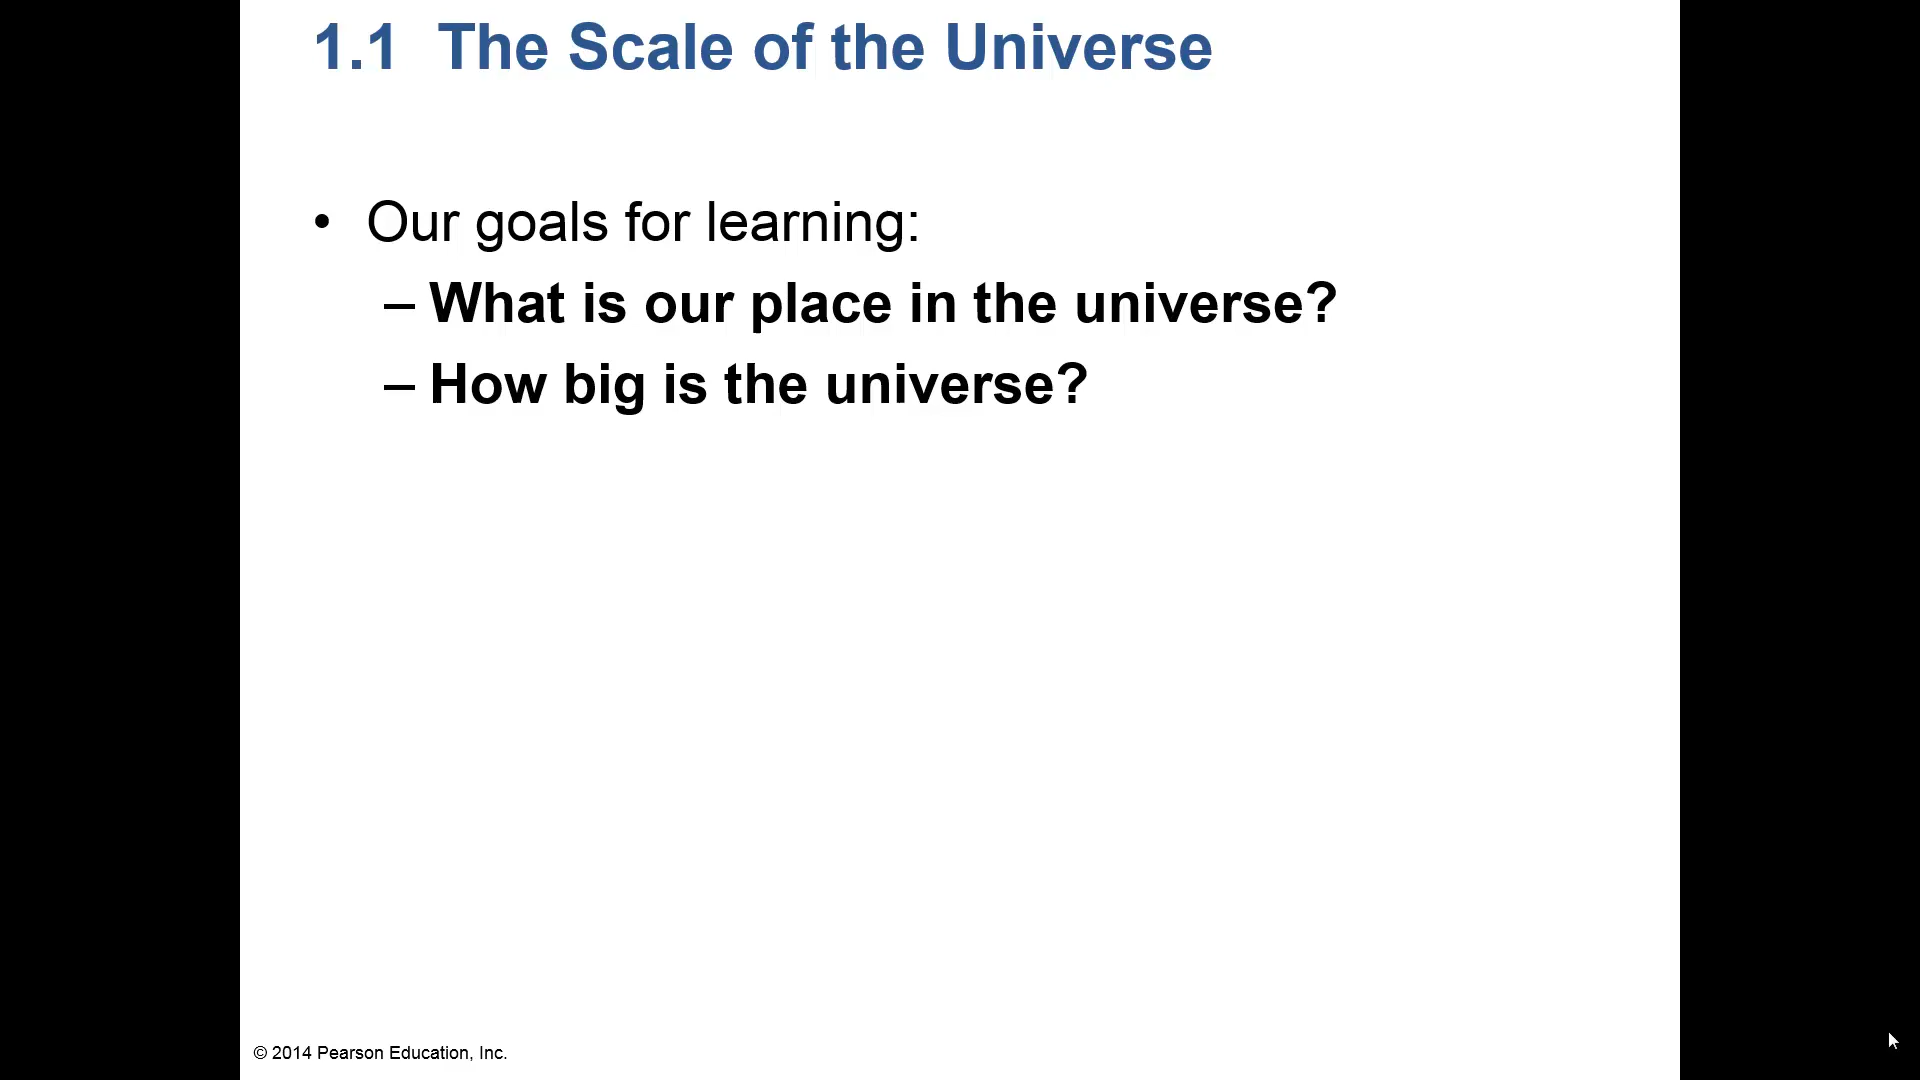 1.1 The Scale of the Universe
• Our goals for learning:
– What is our place in the universe?
– How big is the universe?
© 2014 Pearson Education, Inc.